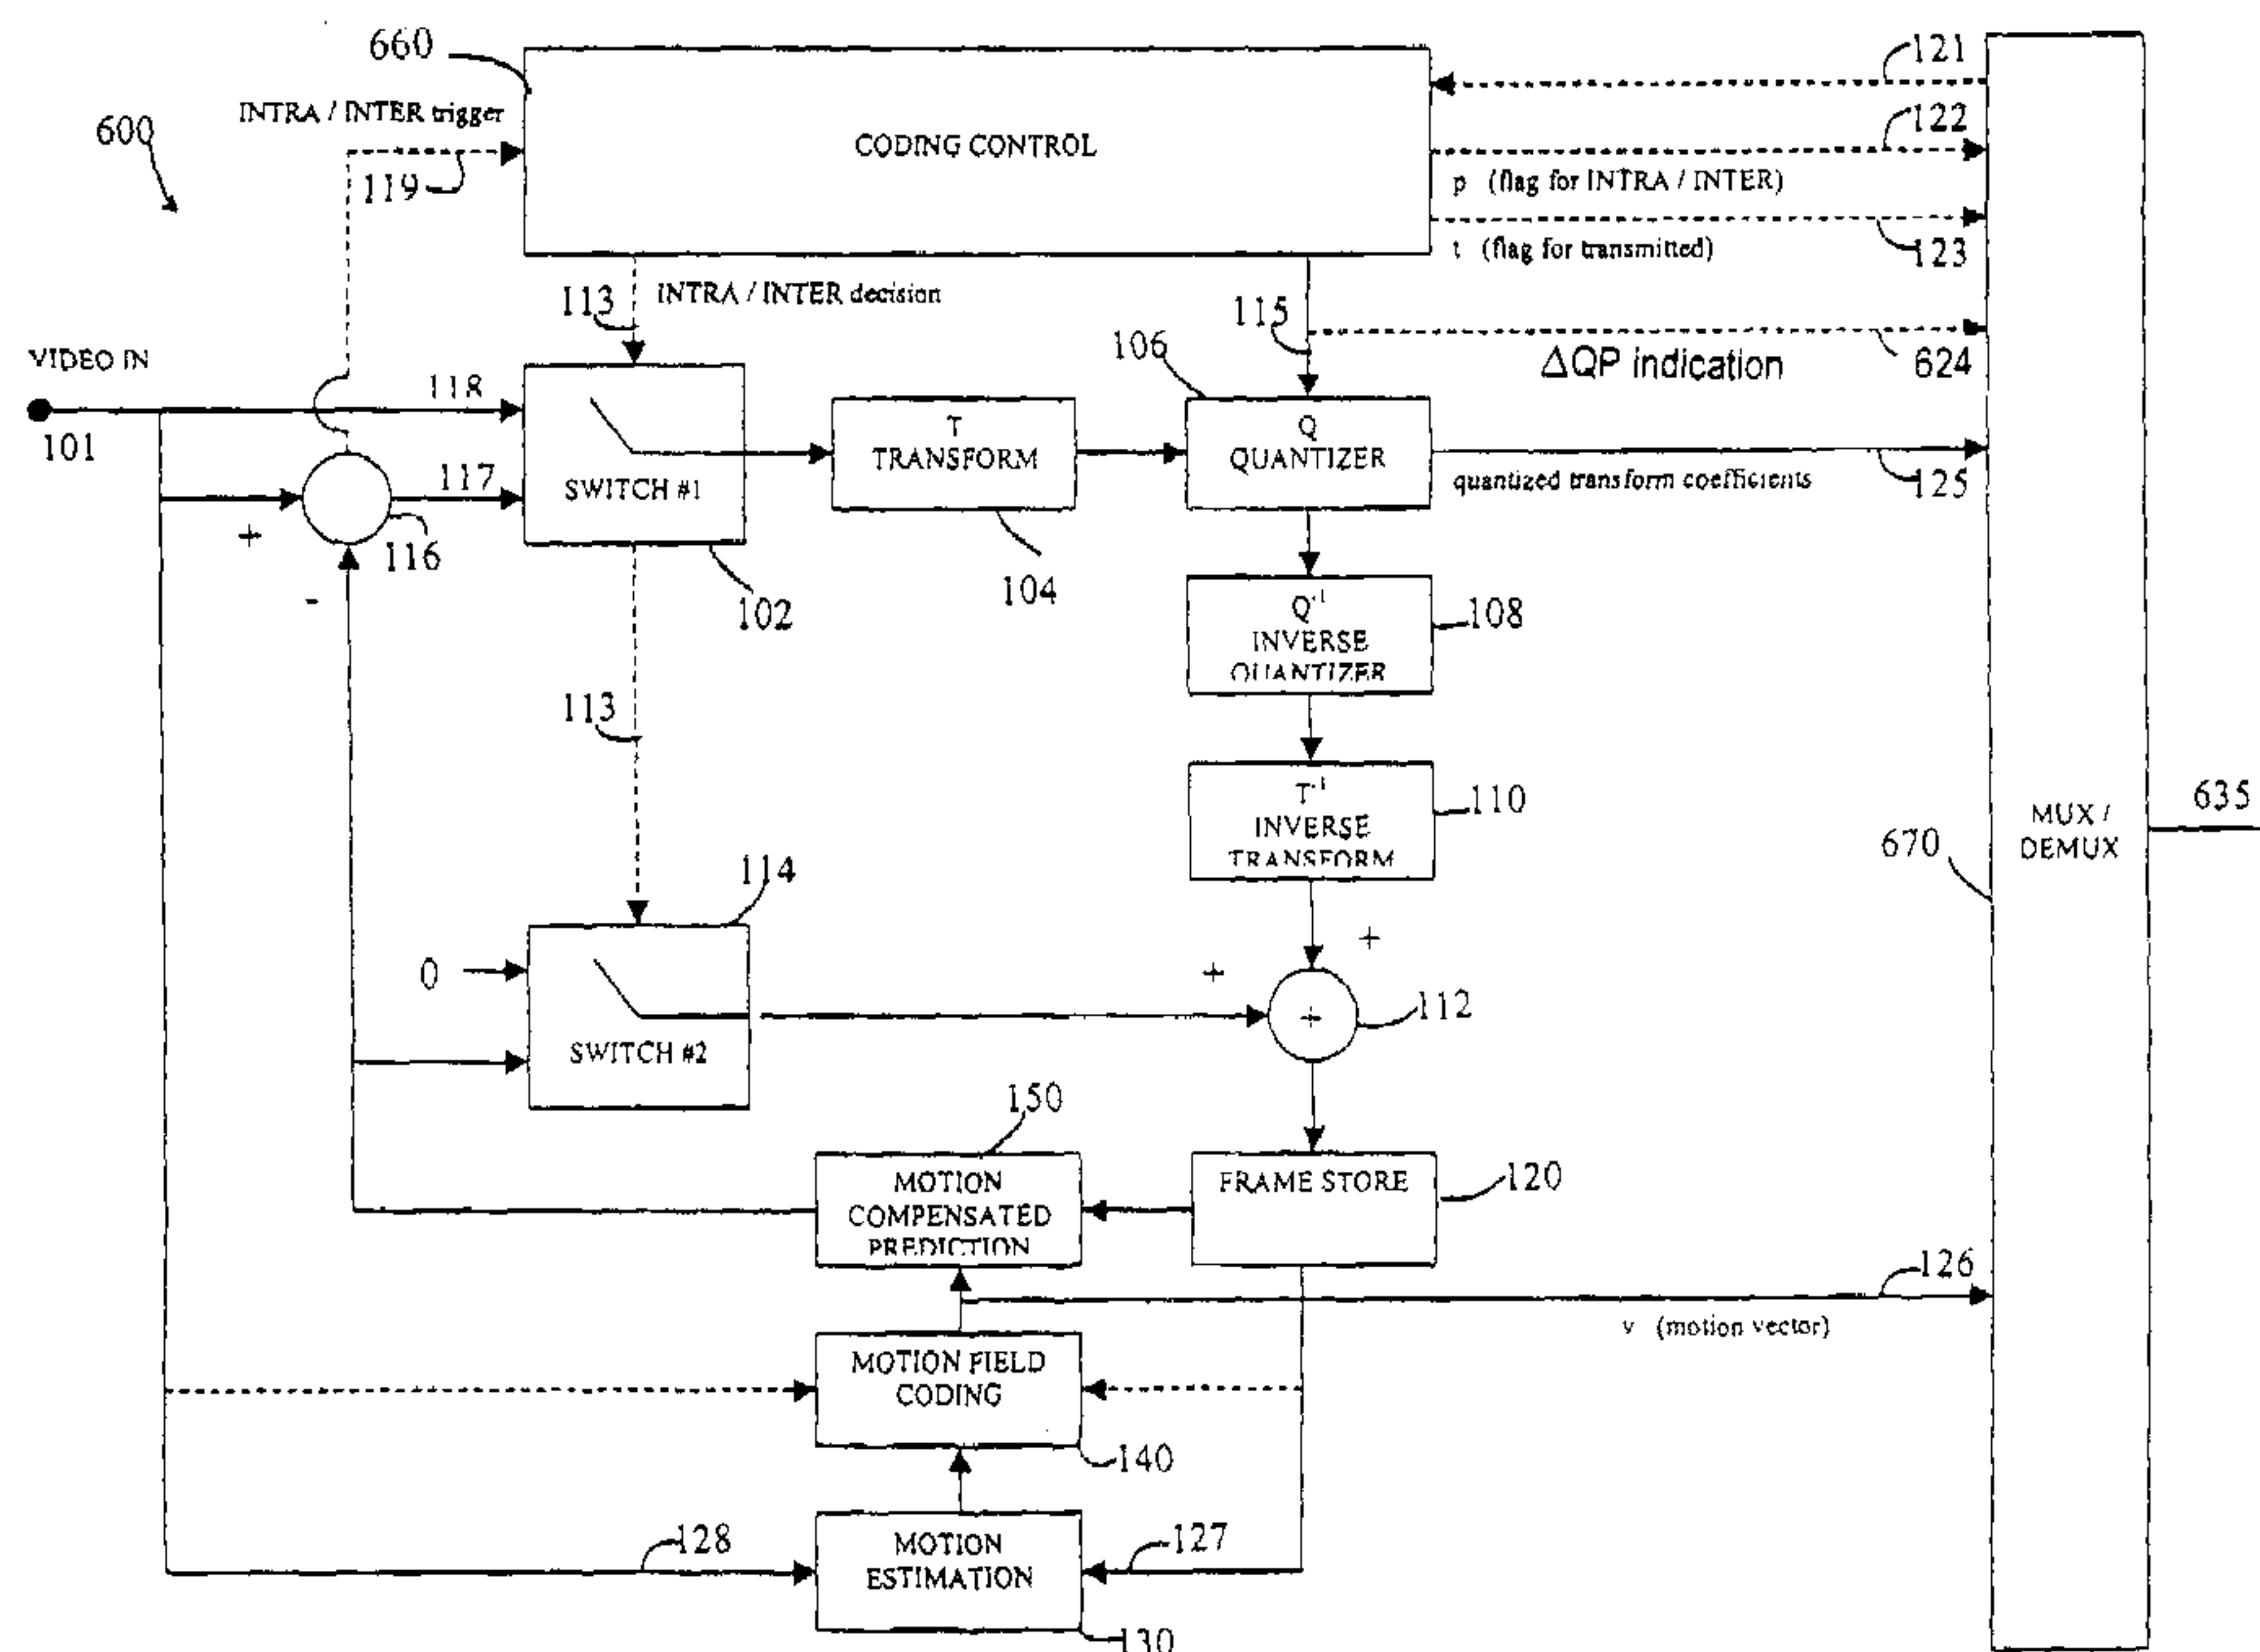 660
121
INTRA / INTER trigger
600
CODING CONTROL
122
119
p (flag for INTRA / INTER)
t (flag for transmitted)
123
113
INTRA / INTER decision
115
VIDEO IN
106
ΔQP indication
624
118
101
T
TRANSFORM
Q
QUANTIZER
117
SWITCH #1
quantized transform coefficients
125
+
116
-
102
104
Q-1
INVERSE
QUANTIZER
108
113
T-1
INVERSE
TRANSFORM
110
635
MUX /
DEMUX
670
114
+
0
+
+
112
SWITCH #2
150
MOTION
COMPENSATED
PREDICTION
FRAME STORE
120
126
v (motion vector)
MOTION FIELD
CODING
140
128
MOTION
ESTIMATION
127
130